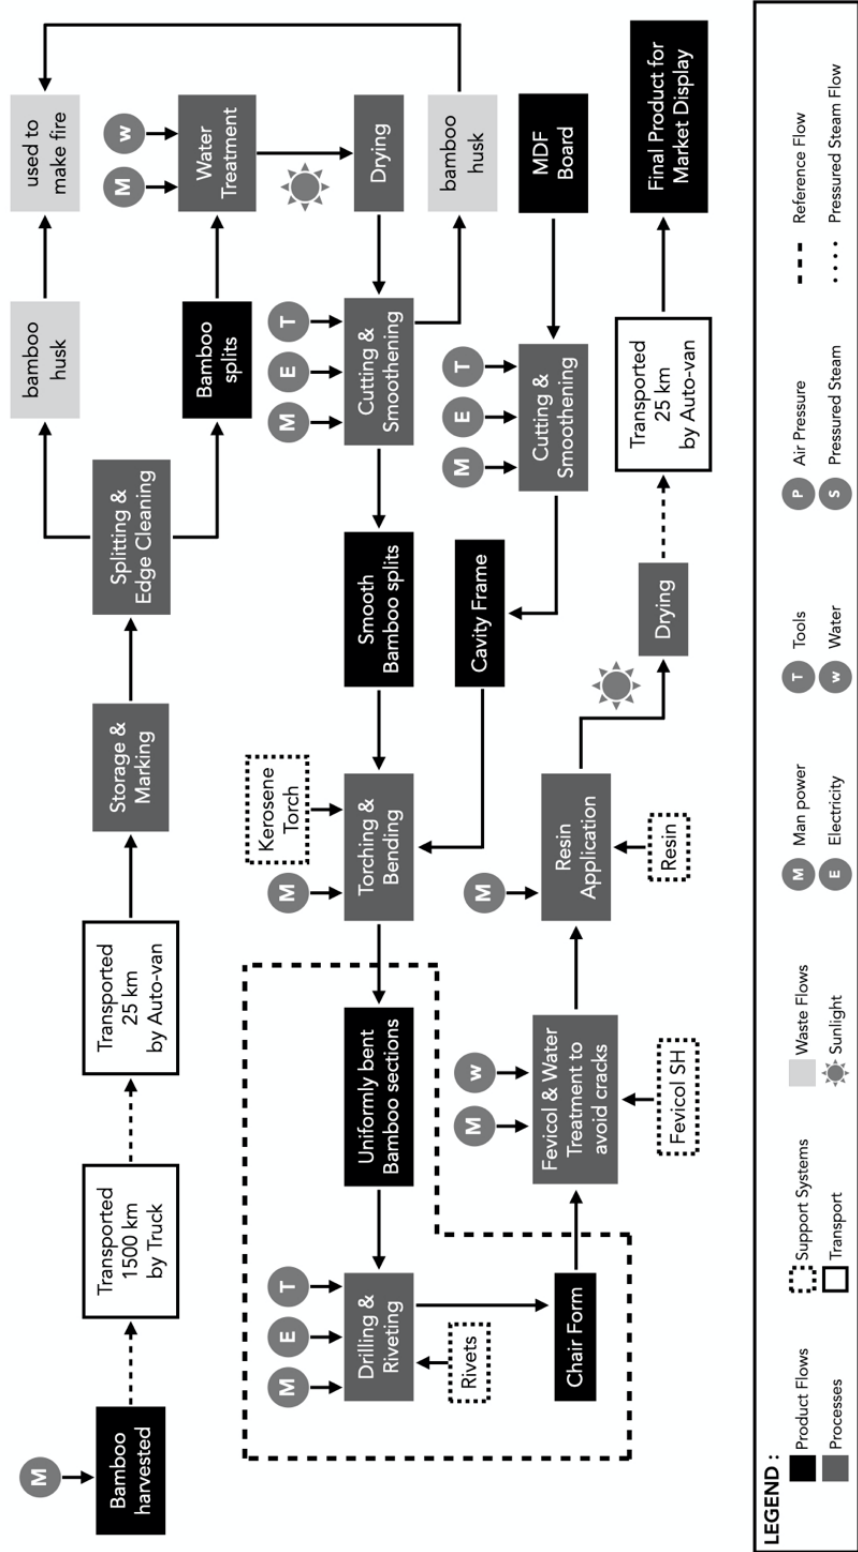 M
Bamboo
harvested
Transported
1500 km
by Truck
Transported
25 km
by Auto-van
Storage &
Marking
Splitting &
Edge Cleaning
bamboo
husk
used to
make fire
Bamboo
splits
M
w
Water
Treatment
Drying
bamboo
husk
M
E
T
Cutting &
Smoothening
Smooth
Bamboo splits
M
Kerosene
Torch
Torching &
Bending
Uniformly bent
Bamboo sections
M
E
T
Drilling &
Riveting
Rivets
Chair Form
MDF
Board
M
E
T
Cutting &
Smoothening
Cavity Frame
M
w
Fevicol & Water
Treatment to
avoid cracks
Fevicol SH
M
Resin
Application
Resin
Drying
Transported
25 km
by Auto-van
Final Product for
Market Display
LEGEND :
Product Flows
Support Systems
Waste Flows
M
Man power
T
Tools
P
Air Pressure
Reference Flow
Processes
Transport
Sunlight
E
Electricity
w
Water
S
Pressured Steam
Pressured Steam Flow